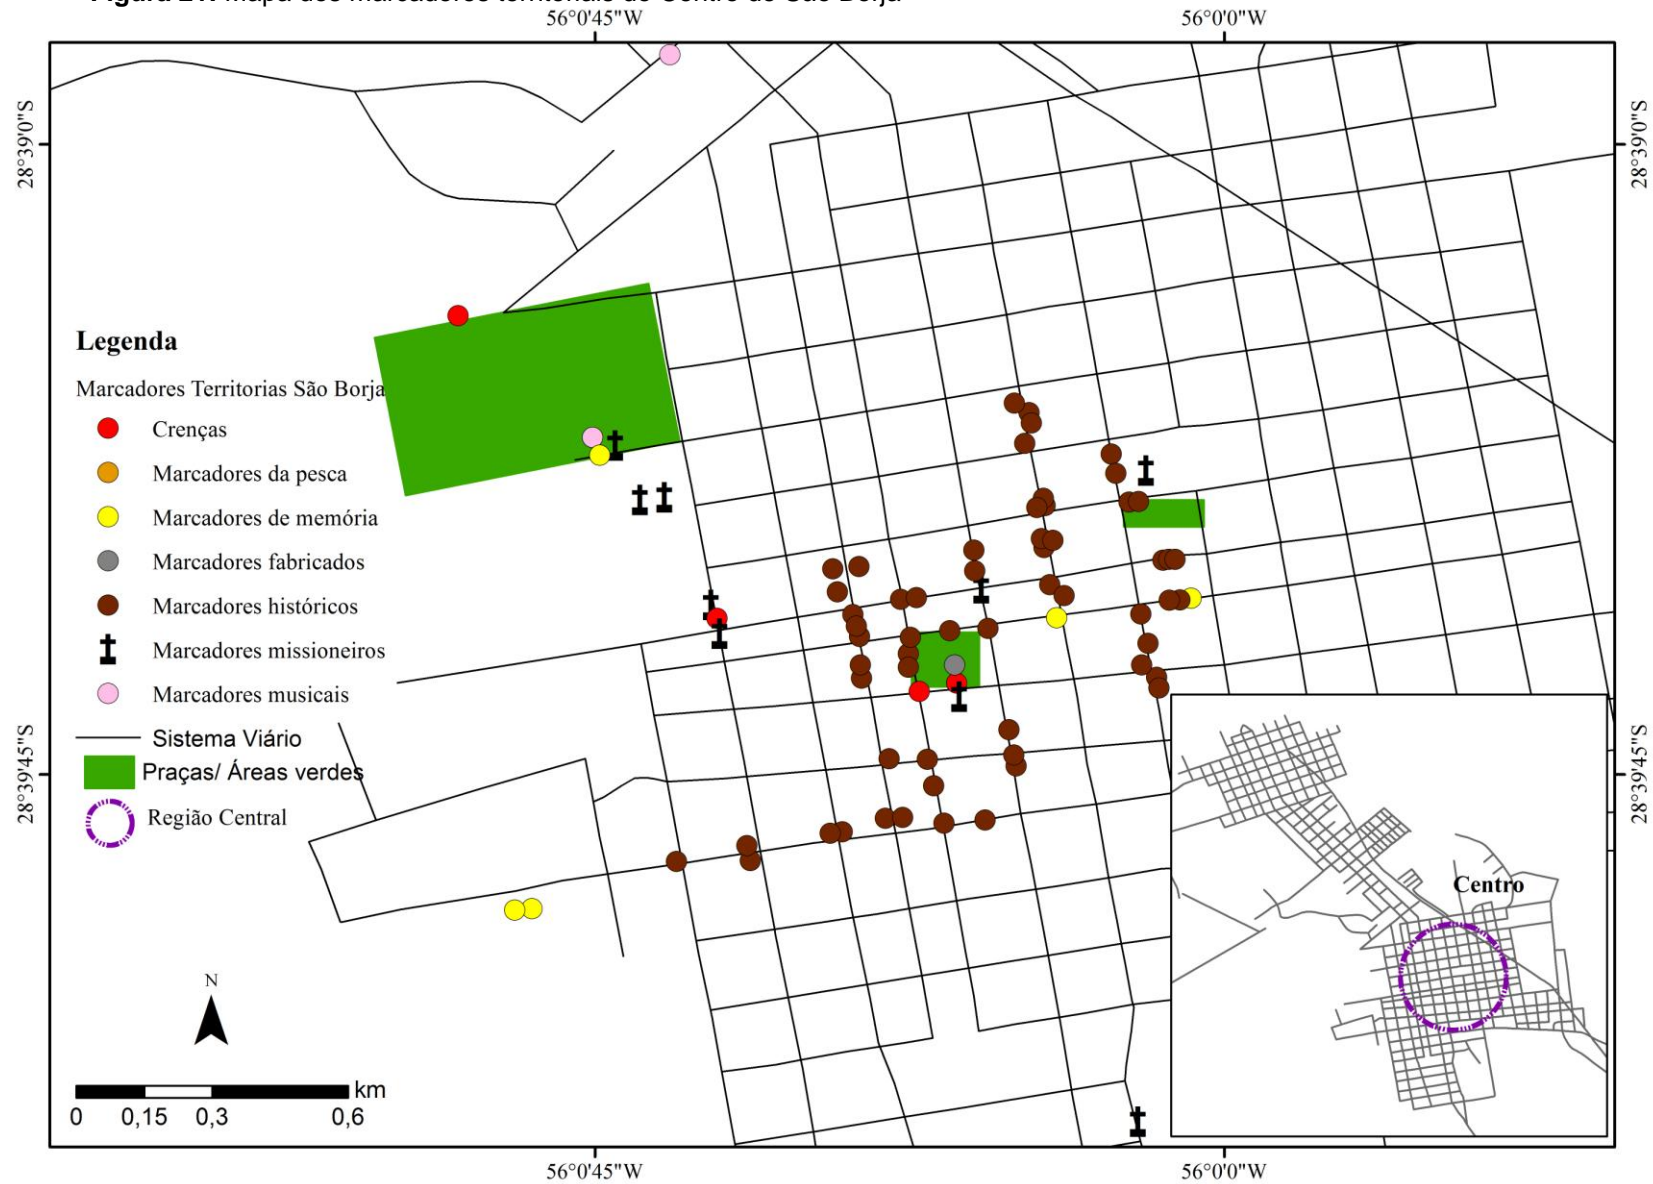 56°0'45"W
56°0'0"W
28°39'0"S
28°39'0"S
Legenda
Marcadores Territorias São Borja
Crenças
Marcadores da pesca
Marcadores de memória
Marcadores fabricados
Marcadores históricos
Marcadores missioneiros
Marcadores musicais
Sistema Viário
Praças/ Áreas verdes
Região Central
28°39'45"S
28°39'45"S
Centro
N
km
0 0,15 0,3 0,6
56°0'45"W
56°0'0"W